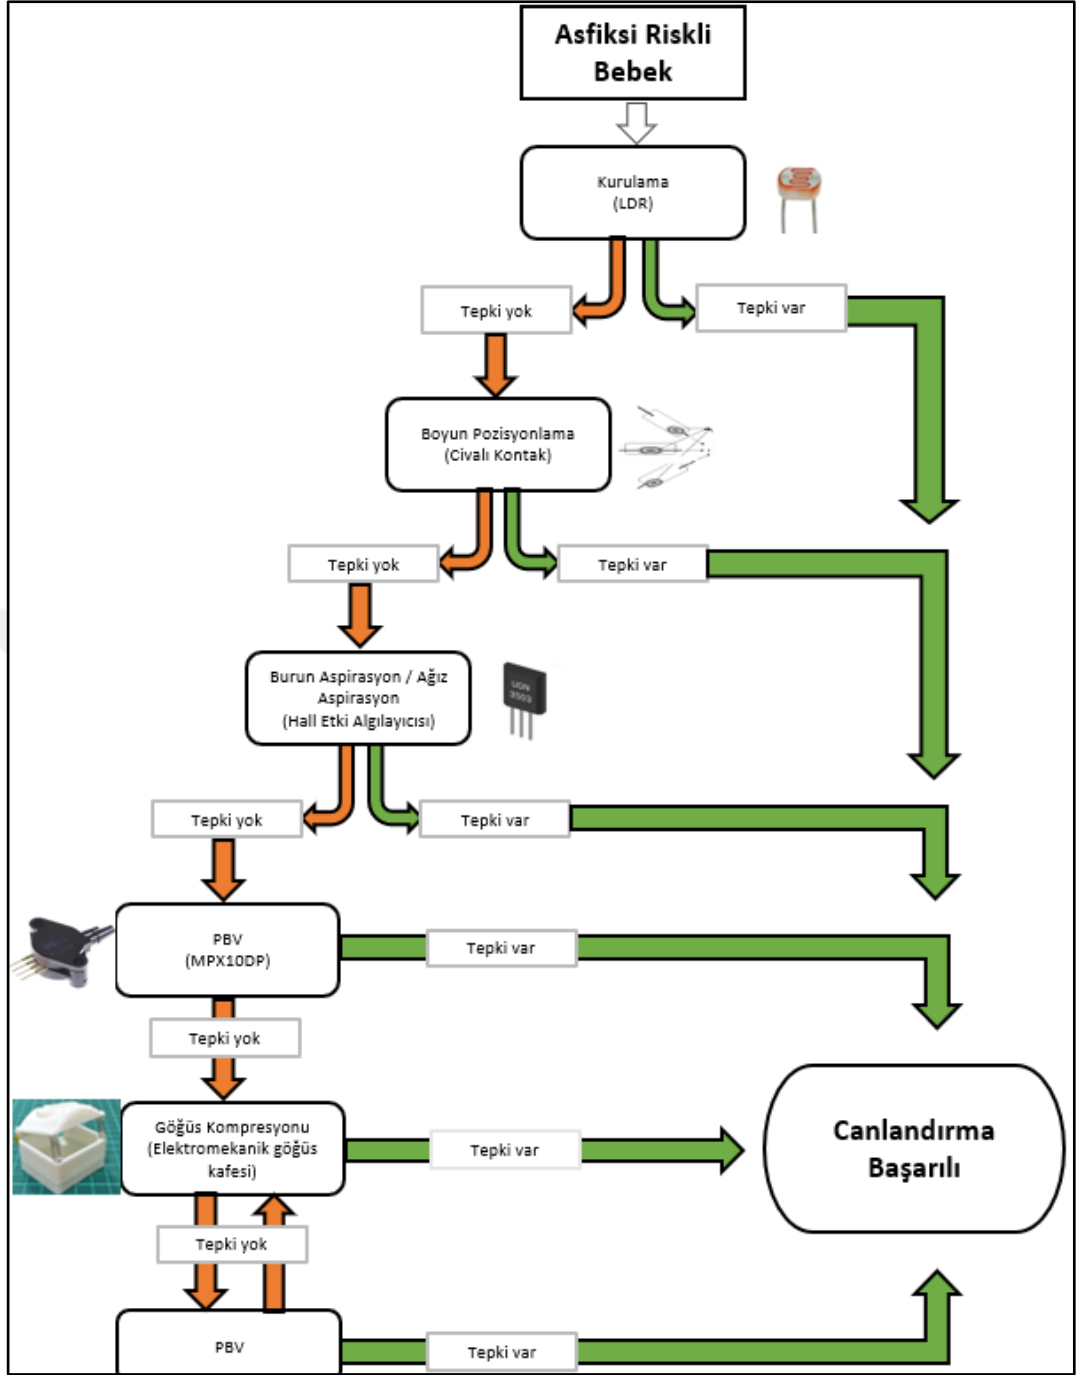 Asfiksi Riskli
Bebek
Kurulama
(LDR)
Tepki yok
Tepki var
Boyun Pozisyonlama
(Civalı Kontak)
Tepki yok
Tepki var
Burun Aspirasyon / Ağız
Aspirasyon
(Hall Etki Algılayıcısı)
UGN
3503
Tepki yok
Tepki var
PBV
(MPX10DP)
Tepki var
Tepki yok
Göğüs Kompresyonu
(Elektromekanik göğüs
kafesi)
Tepki var
Canlandırma
Başarılı
Tepki yok
PBV
Tepki var